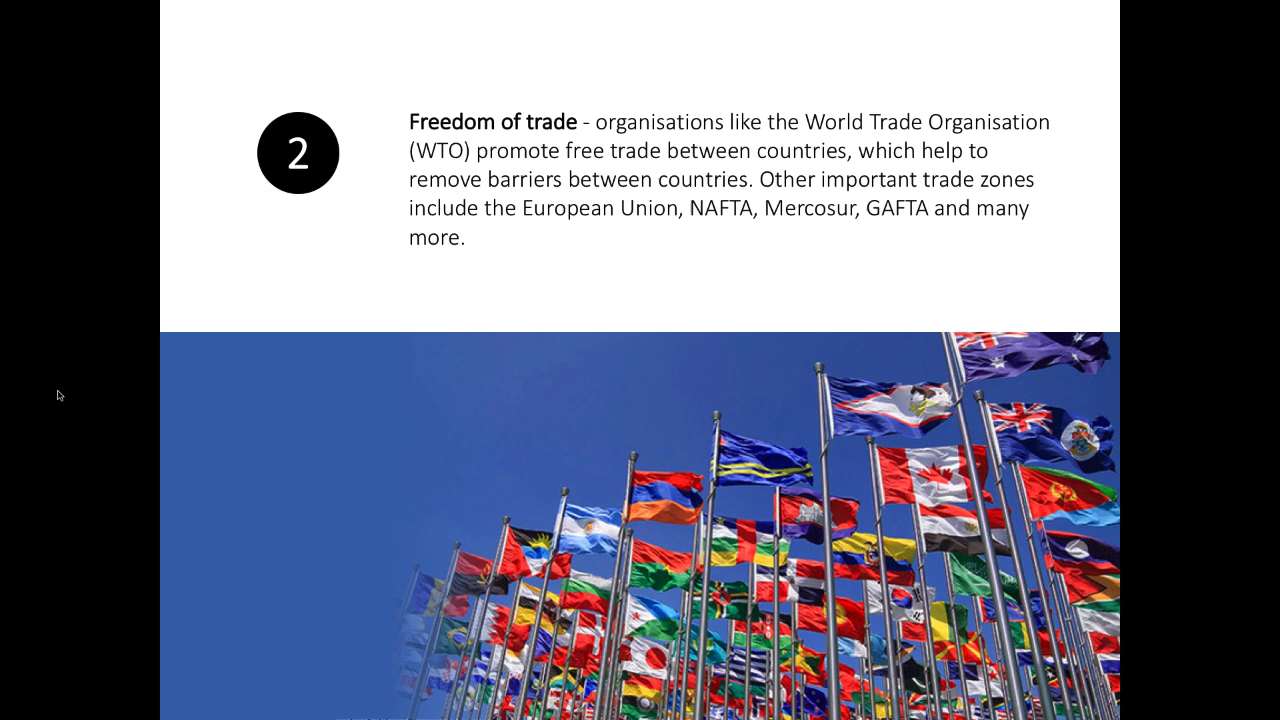 2
Freedom of trade - organisations like the World Trade Organisation
(WTO) promote free trade between countries, which help to
remove barriers between countries. Other important trade zones
include the European Union, NAFTA, Mercosur, GAFTA and many
more.